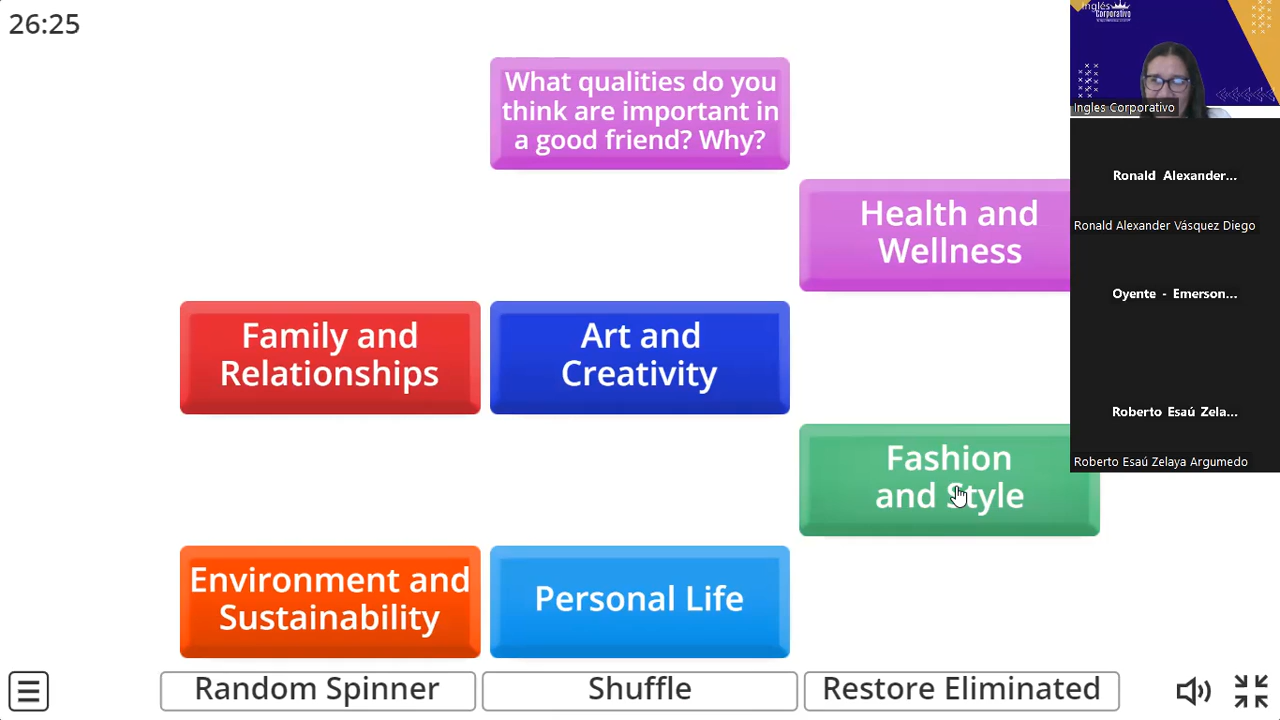 26:25
What qualities do you
think are important in
a good friend? Why?
Health and
Wellness
Family and
Relationships
Art and
Creativity
Fashion
and Style
Environment and
Sustainability
Personal Life
Random Spinner
Shuffle
Restore Eliminated
Inglés
Corporativo
Ingles Corporativo
Ronald Alexander...
Ronald Alexander Vásquez Diego
Oyente - Emerson...
Roberto Esaú Zela...
Roberto Esaú Zelaya Argumedo